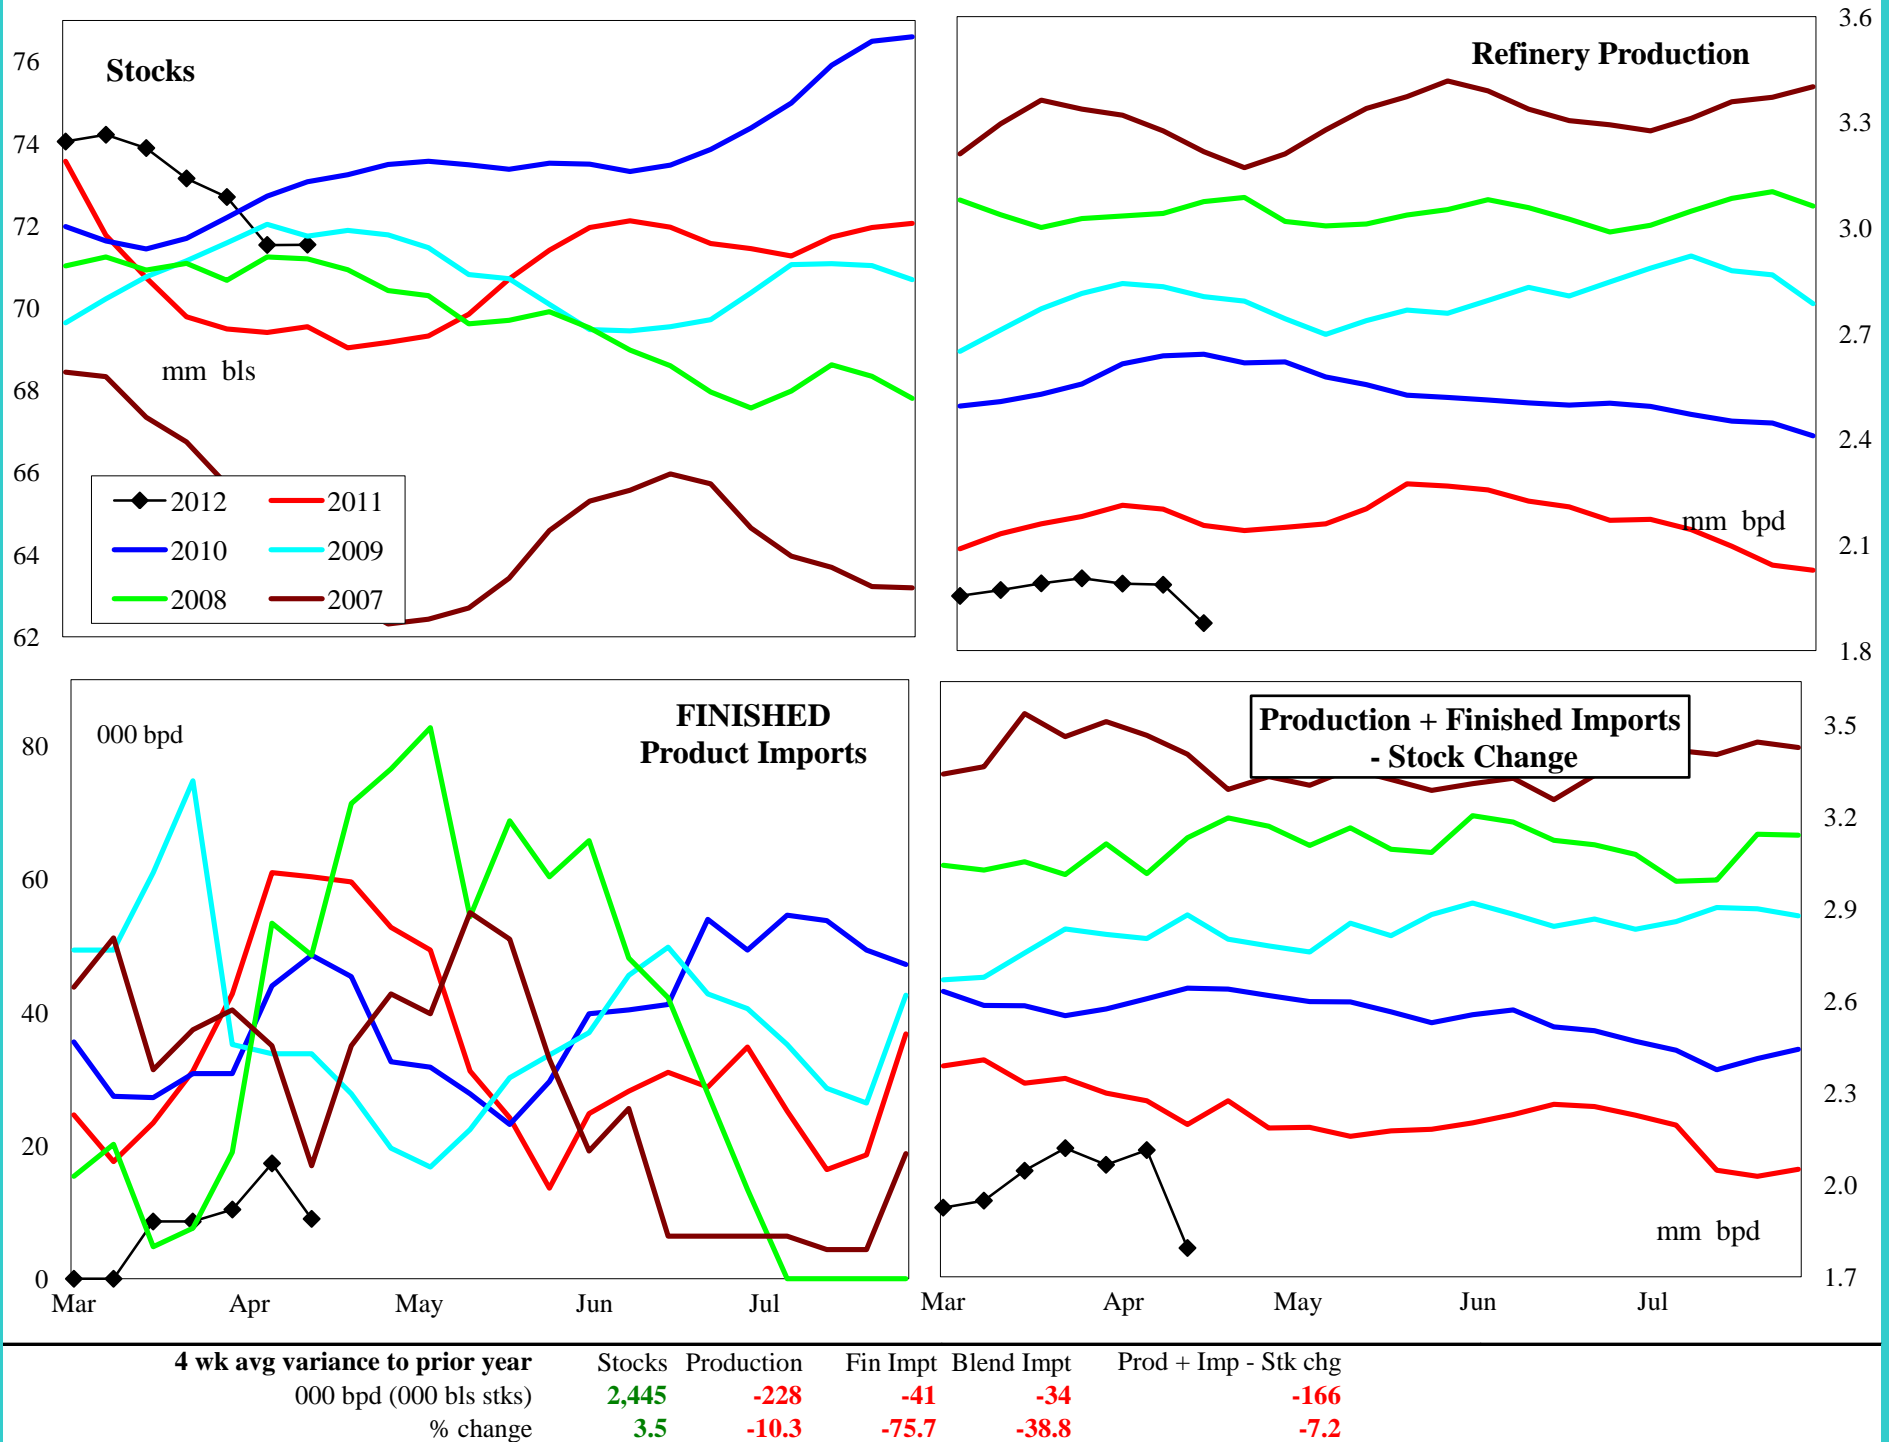 Stocks
76
74
72
70
68
66
64
62
mm bls
2012
2011
2010
2009
2008
2007
Refinery Production
3.6
3.3
3.0
2.7
2.4
2.1
1.8
mm bpd
FINISHED
Product Imports
000 bpd
80
60
40
20
0
Mar Apr May Jun Jul
Production + Finished Imports
- Stock Change
3.5
3.2
2.9
2.6
2.3
2.0
1.7
mm bpd
Mar Apr May Jun Jul
4 wk avg variance to prior year Stocks Production Fin Impt Blend Impt Prod + Imp - Stk chg
000 bpd (000 bls stks) 2,445 -228 -41 -34 -166
% change 3.5 -10.3 -75.7 -38.8 -7.2